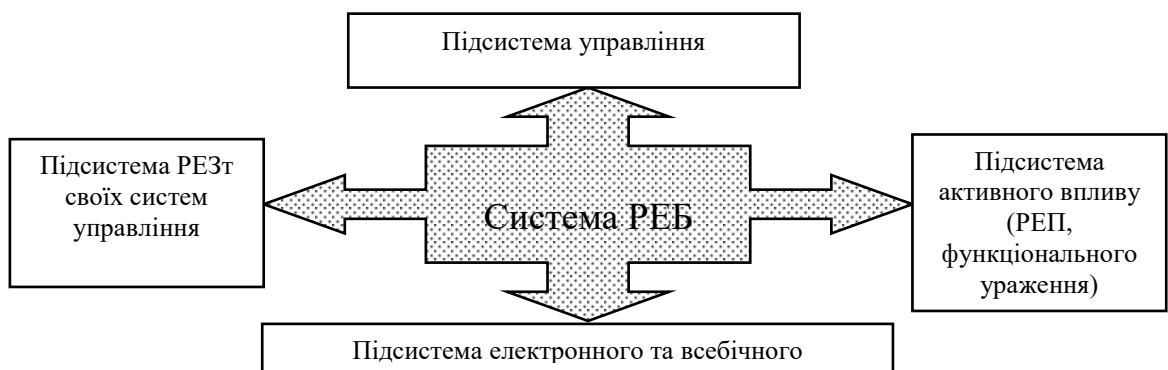 Підсистема управління
Підсистема РЕЗт
своїх систем
управління
Система РЕБ
Підсистема
активного впливу
(РЕП,
функціонального
ураження)
Підсистема електронного та всебічного